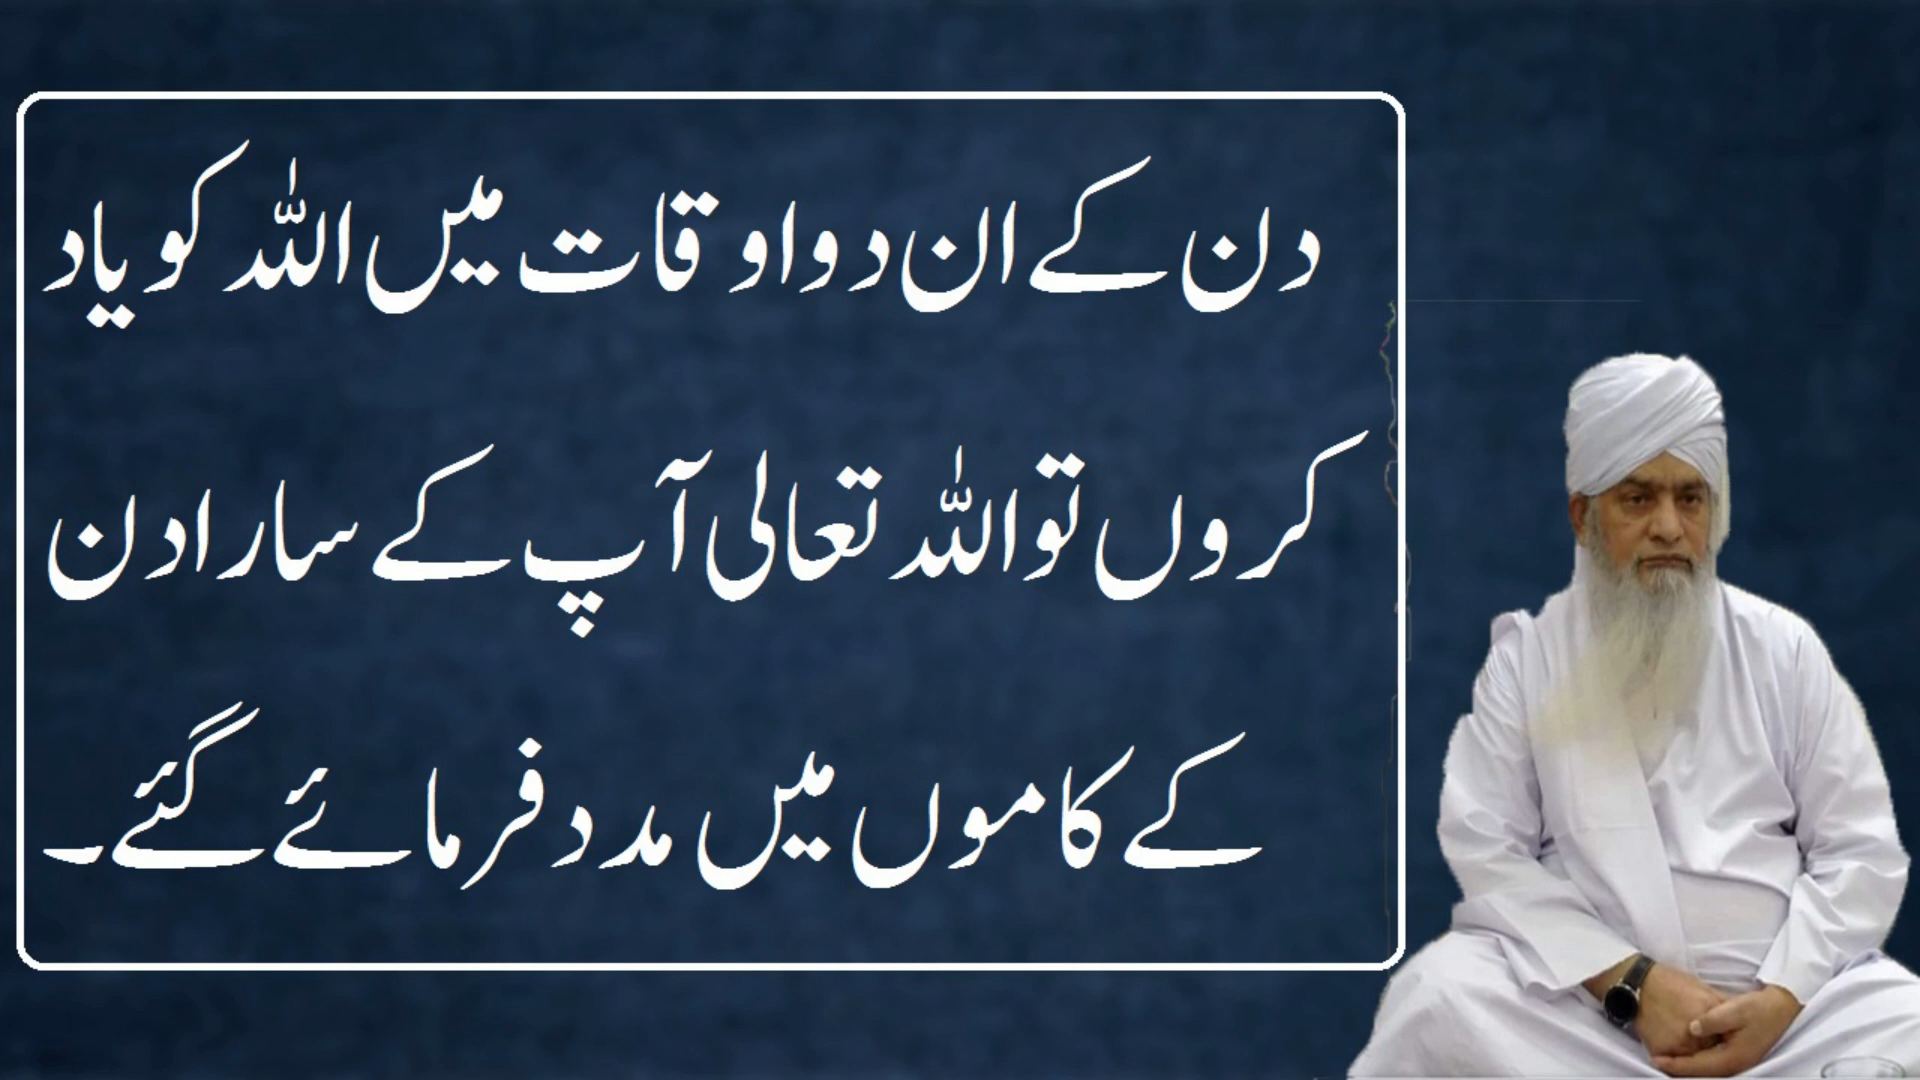 دن کے ان دو اوقات میں اللہ کو یاد
کروں تو اللہ تعالی آپ کے سارا دن
کے کاموں میں مدد فرمائے گئے۔